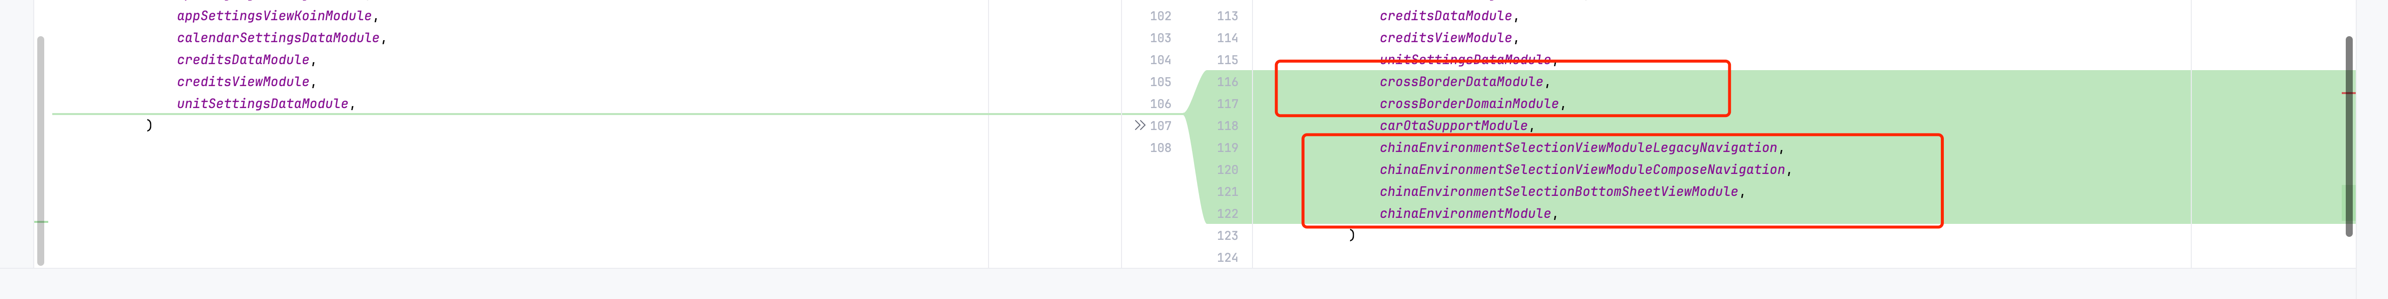 appSettingsViewKoinModule,
calendarSettingsDataModule,
creditsDataModule,
creditsViewModule,
unitSettingsDataModule,
)
102
103
104
105
106
107
108
113 creditsDataModule,
114 creditsViewModule,
115 unitSettingsDataModule,
116 crossBorderDataModule,
117 crossBorderDomainModule,
118 carOtaSupportModule,
119 chinaEnvironmentSelectionViewModuleLegacyNavigation,
120 chinaEnvironmentSelectionViewModuleComposeNavigation,
121 chinaEnvironmentSelectionBottomSheetViewModule,
122 chinaEnvironmentModule,
123 )
124